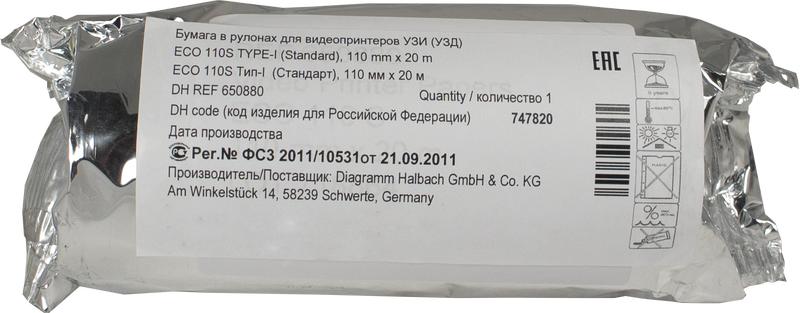 Бумага в рулонах для видеопринтеров УЗИ (УЗД)
ECO 110S TYPE-I (Standard), 110 mm x 20 m
ECO 110S Тип-I (Стандарт), 110 мм x 20 м
DH REF 650880 Quantity / количество 1
DH code (код изделия для Российской Федерации) 747820
Дата производства
Рег.№ ФСЗ 2011/10531от 21.09.2011
Производитель/Поставщик: Diagramm Halbach GmbH & Co. KG
Am Winkelstück 14, 58239 Schwerte, Germany
EAC
5 years
PLASTIC
%